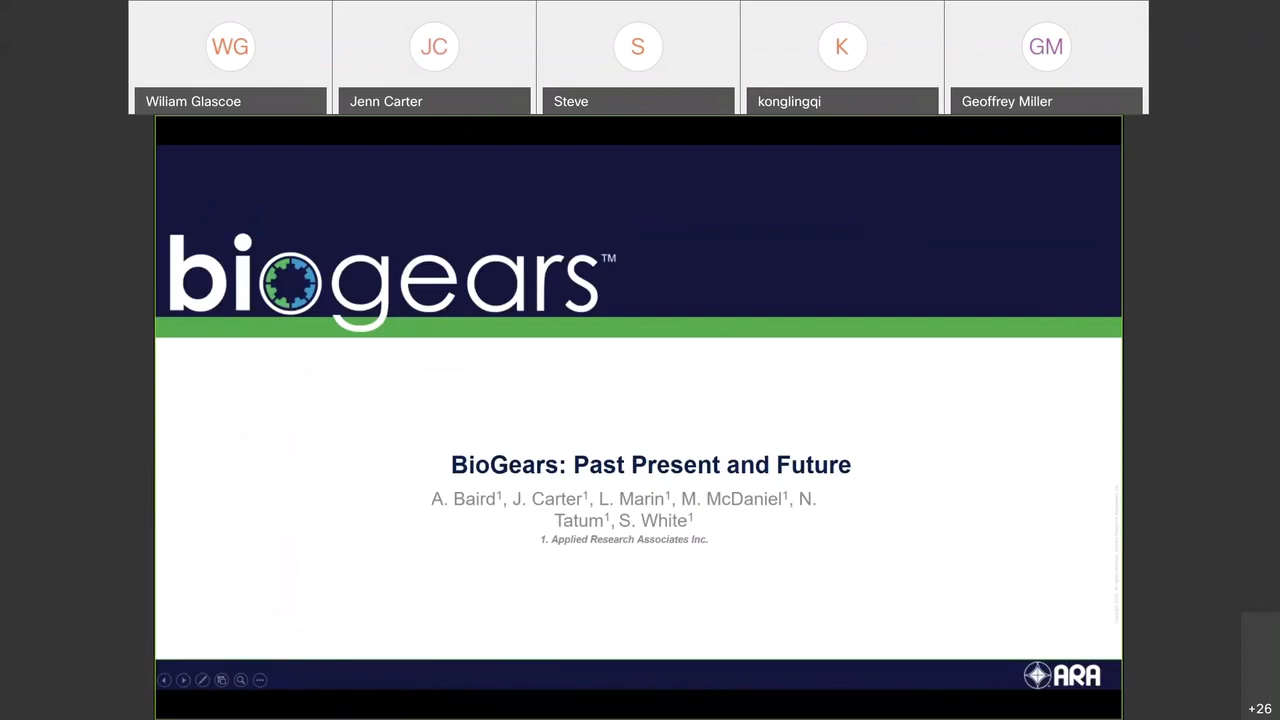 WG
JC
S
K
GM
Wiliam Glascoe
Jenn Carter
Steve
konglingqi
Geoffrey Miller
biogears™
BioGears: Past Present and Future
A. Baird¹, J. Carter¹, L. Marin¹, M. McDaniel¹, N.
Tatum¹, S. White¹
1. Applied Research Associates Inc.
ARA
+26